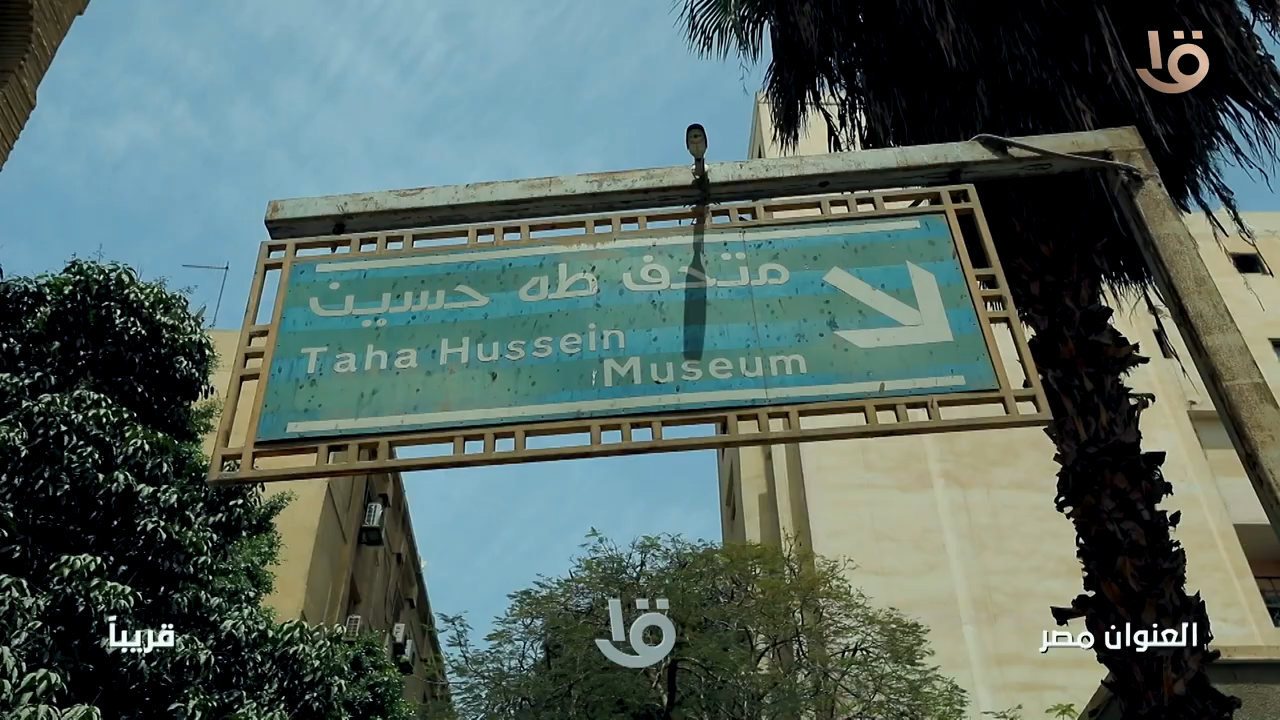 متحف طه حسين
Taha Hussein
Museum
العنوان مصر
قريباً